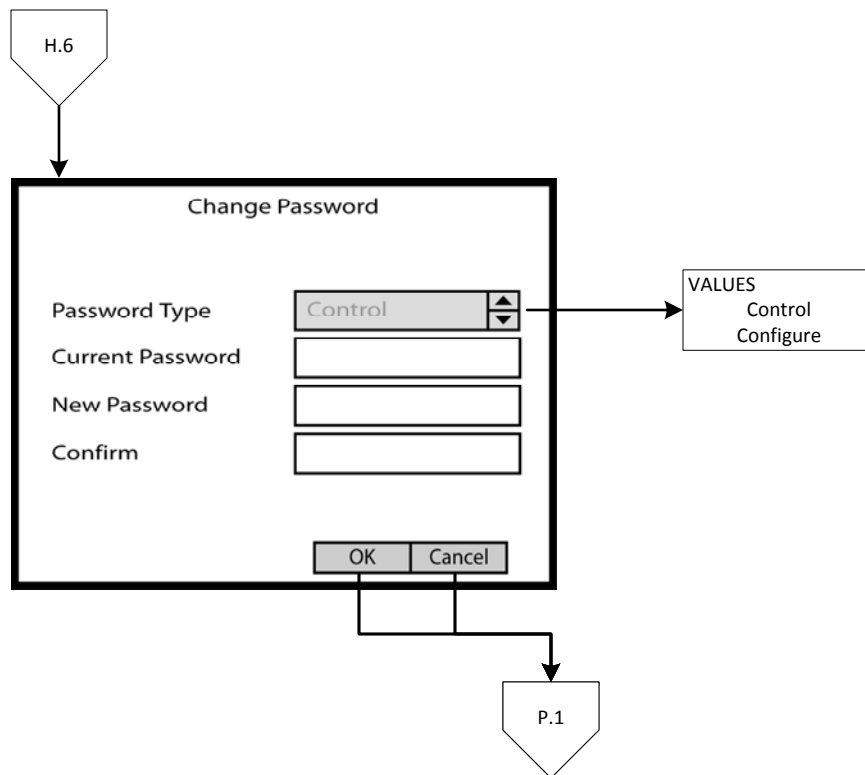 H.6
Change Password
Password Type
Control
VALUES
Control
Configure
Current Password
New Password
Confirm
OK
Cancel
P.1